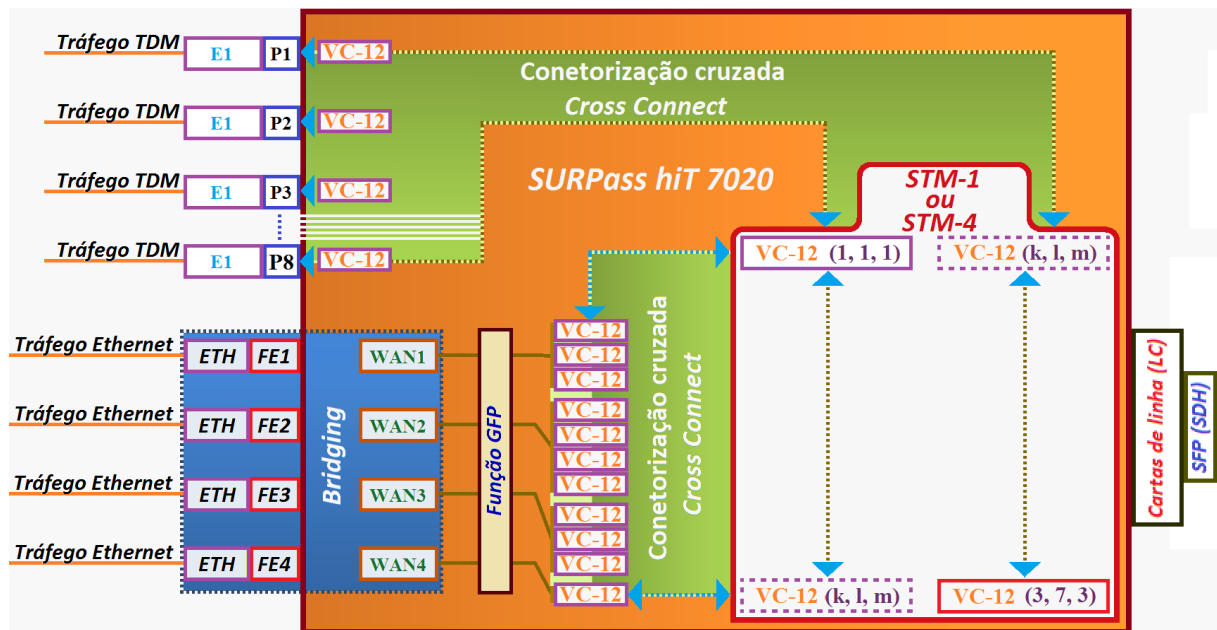 Tráfego TDM E1 P1 VC-12
Conetorização cruzada
Cross Connect
Tráfego TDM E1 P2 VC-12
Tráfego TDM E1 P3 VC-12
Tráfego TDM E1 P8 VC-12
SURPass hiT 7020
STM-1
ou
STM-4
VC-12 (1, 1, 1)
VC-12 (k, l, m)
VC-12 (k, l, m)
VC-12 (3, 7, 3)
Tráfego Ethernet ETH FE1 WAN1
Tráfego Ethernet ETH FE2 WAN2
Tráfego Ethernet ETH FE3 WAN3
Tráfego Ethernet ETH FE4 WAN4
Bridging
Função GFP
VC-12
VC-12
VC-12
VC-12
VC-12
VC-12
VC-12
VC-12
VC-12
VC-12
VC-12
Conetorização cruzada
Cross Connect
Cartas de linha (LC)
SFP (SDH)